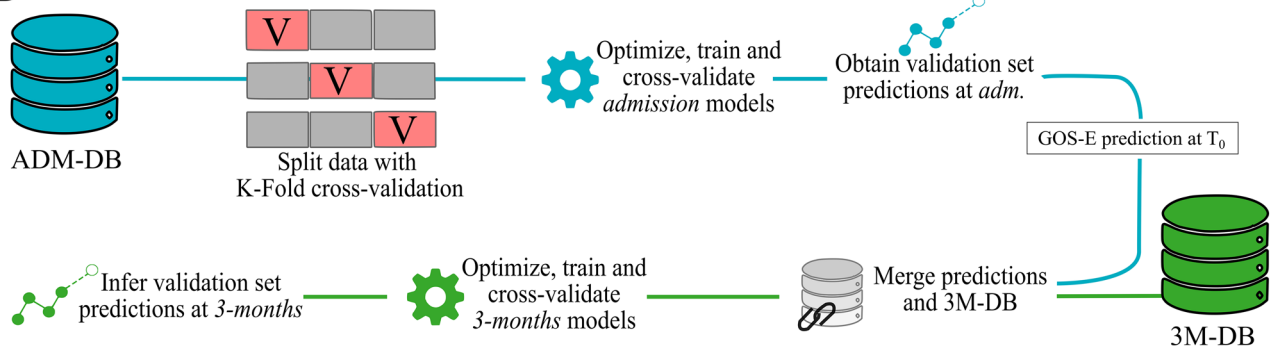 V
V
V
ADM-DB
Split data with
K-Fold cross-validation
Optimize, train and
cross-validate
admission models
Obtain validation set
predictions at adm.
GOS-E prediction at T₀
3M-DB
Merge predictions
and 3M-DB
Optimize, train and
cross-validate
3-months models
Infer validation set
predictions at 3-months